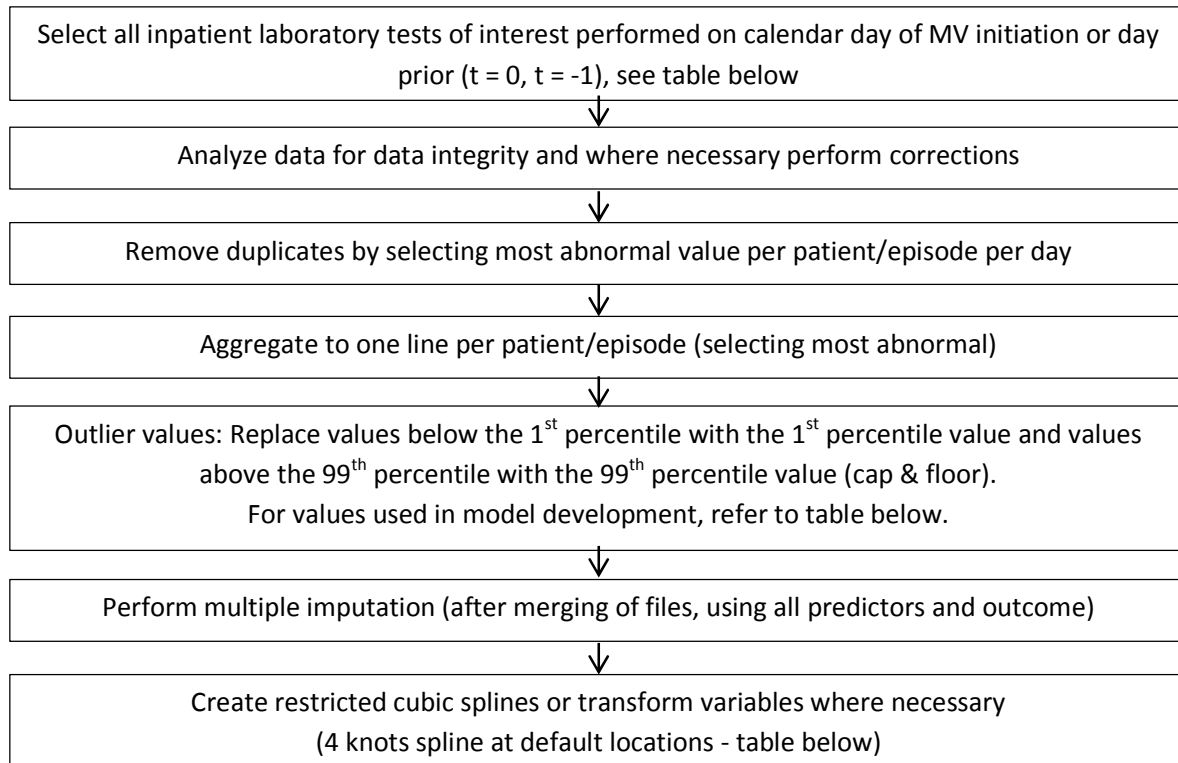 Select all inpatient laboratory tests of interest performed on calendar day of MV initiation or day
prior (t = 0, t = -1), see table below
Analyze data for data integrity and where necessary perform corrections
Remove duplicates by selecting most abnormal value per patient/episode per day
Aggregate to one line per patient/episode (selecting most abnormal)
Outlier values: Replace values below the 1st percentile with the 1st percentile value and values
above the 99th percentile with the 99th percentile value (cap & floor).
For values used in model development, refer to table below.
Perform multiple imputation (after merging of files, using all predictors and outcome)
Create restricted cubic splines or transform variables where necessary
(4 knots spline at default locations - table below)